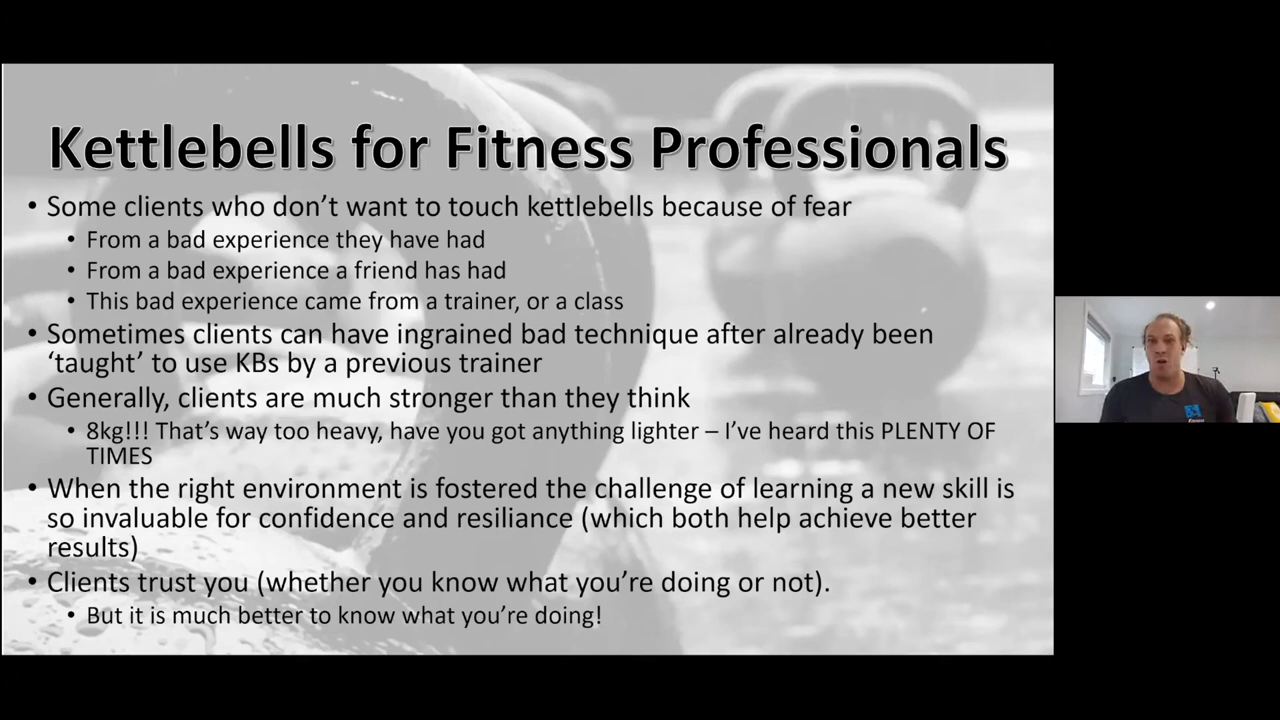 Kettlebells for Fitness Professionals
• Some clients who don’t want to touch kettlebells because of fear
• From a bad experience they have had
• From a bad experience a friend has had
• This bad experience came from a trainer, or a class
• Sometimes clients can have ingrained bad technique after already been
‘taught’ to use KBs by a previous trainer
• Generally, clients are much stronger than they think
• 8kg!!! That’s way too heavy, have you got anything lighter – I’ve heard this PLENTY OF
TIMES
• When the right environment is fostered the challenge of learning a new skill is
so invaluable for confidence and resiliance (which both help achieve better
results)
• Clients trust you (whether you know what you’re doing or not).
• But it is much better to know what you’re doing!